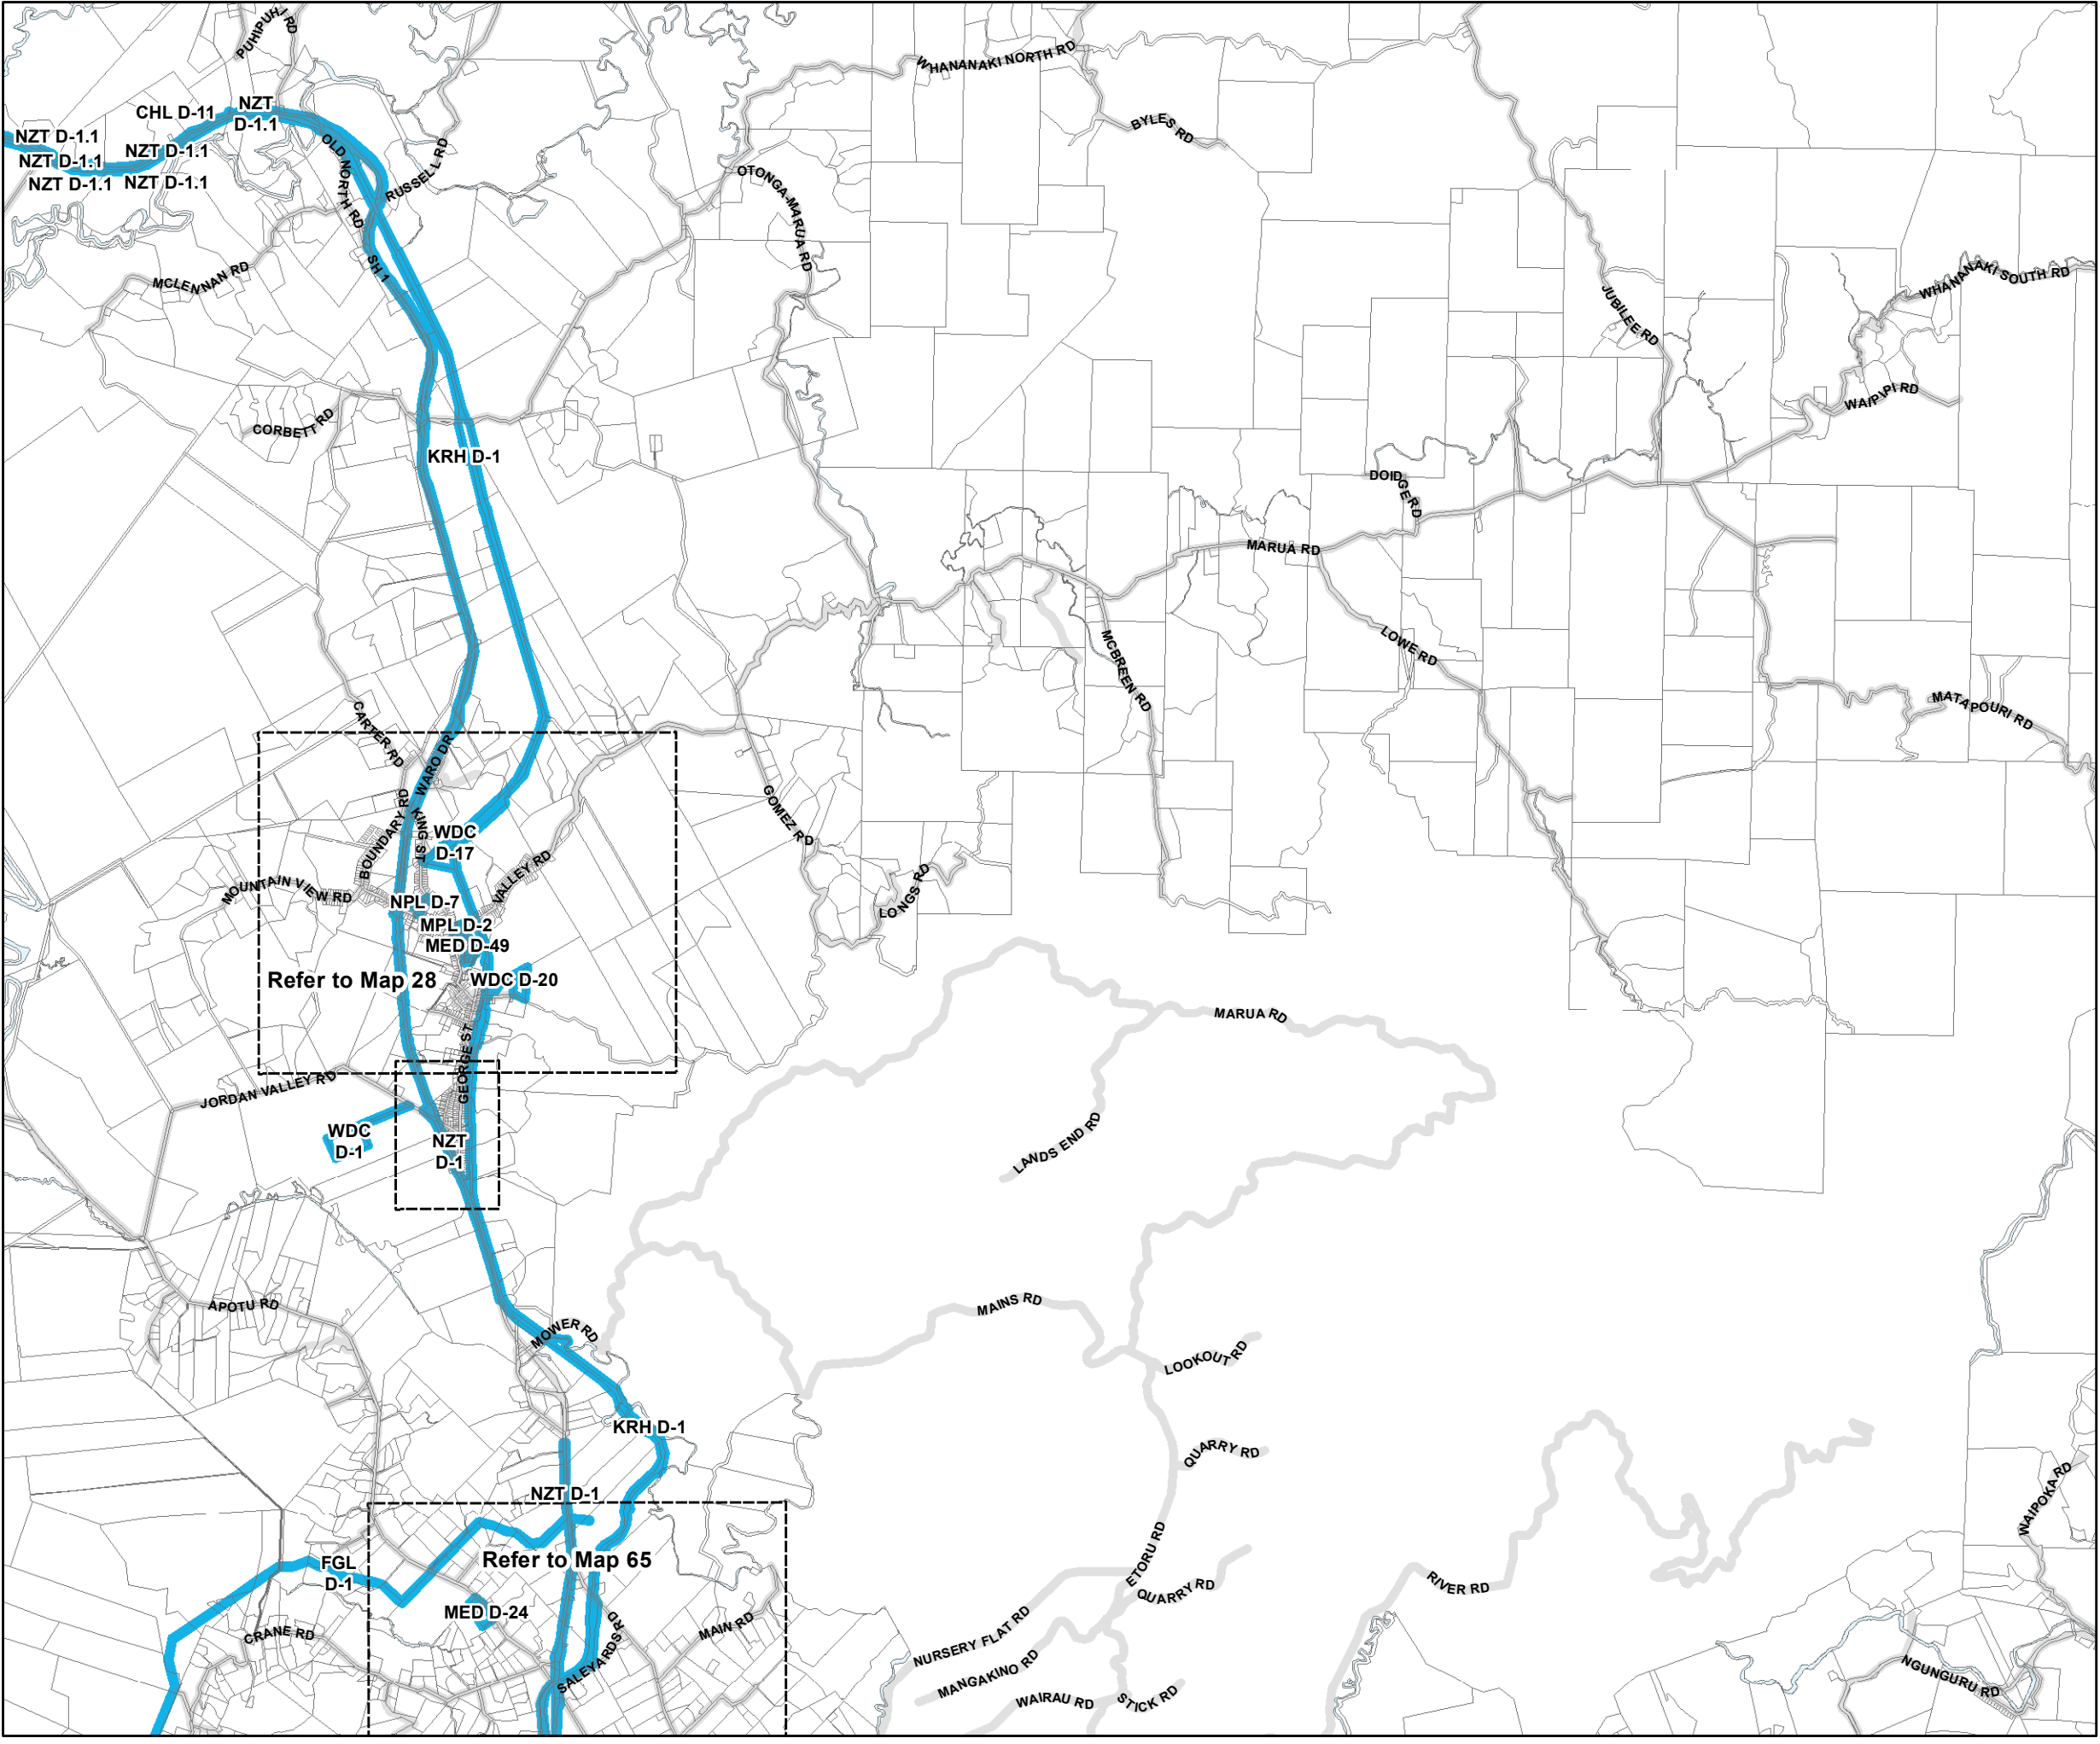 PUHIPUHI RD
WHANANAKI NORTH RD
CHL D-11
NZT
D-1.1
BYLES RD
NZT D-1.1
NZT D-1.1
NZT D-1.1
NZT D-1.1
NZT D-1.1
OLD NORTH RD
RUSSELL RD
OTONGA-MARUA RD
MCLENNAN RD
SH 1
JUBILEE RD
WHANANAKI SOUTH RD
WAIPIPI RD
CORBETT RD
KRH D-1
DOIDGE RD
MARUA RD
LOWE RD
MCBREEN RD
MATAPOURI RD
CARTER RD
WARO DR
BOUNDARY RD
KING ST
WDC
D-17
GOMEZ RD
VALLEY RD
LONGS RD
MOUNTAIN VIEW RD
NPL D-7
MPL D-2
MED D-49
Refer to Map 28
WDC D-20
MARUA RD
GEORGE ST
JORDAN VALLEY RD
WDC
D-1
NZT
D-1
LANDS END RD
APOTU RD
MOWER RD
MAINS RD
LOOKOUT RD
KRH D-1
QUARRY RD
NZT D-1
WAIPOKA RD
Refer to Map 65
FGL
D-1
ETORU RD
QUARRY RD
RIVER RD
MED D-24
CRANE RD
SALEYARDS RD
MAIN RD
NURSERY FLAT RD
MANGAKINO RD
WAIRAU RD
STICK RD
NGUNGURU RD